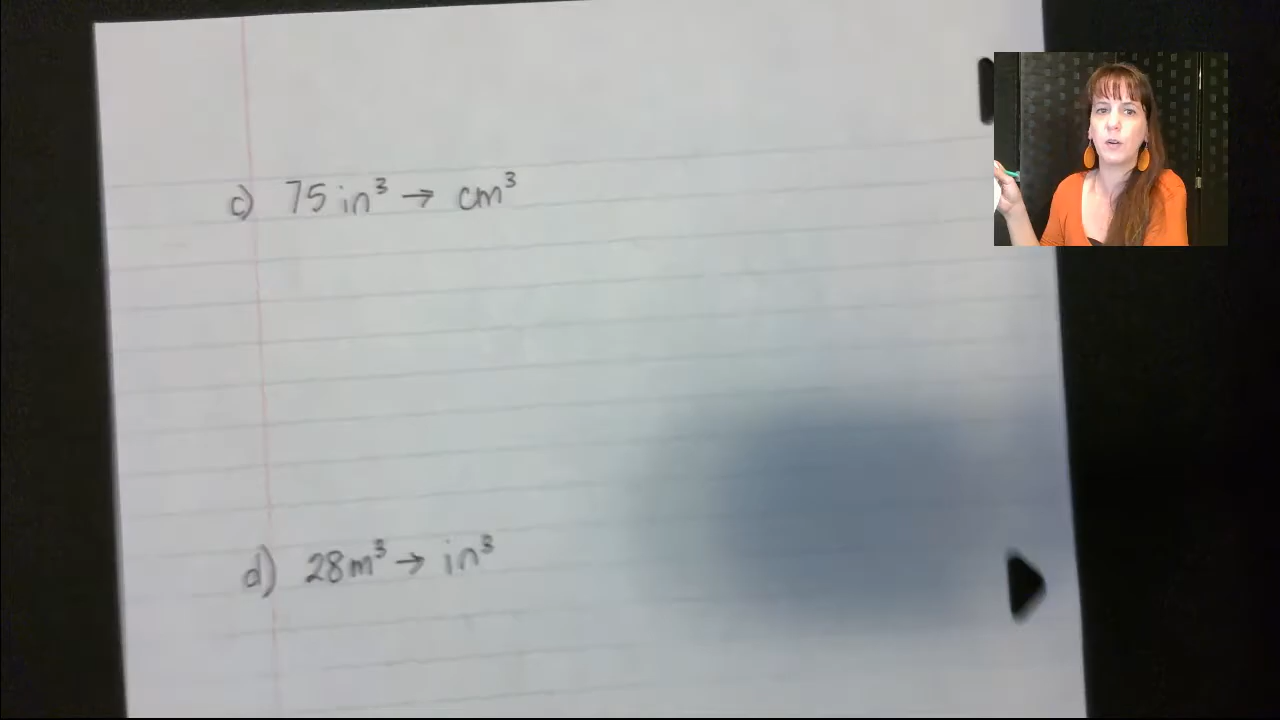 c) 75 in³ → cm³
d) 28m³ → in³